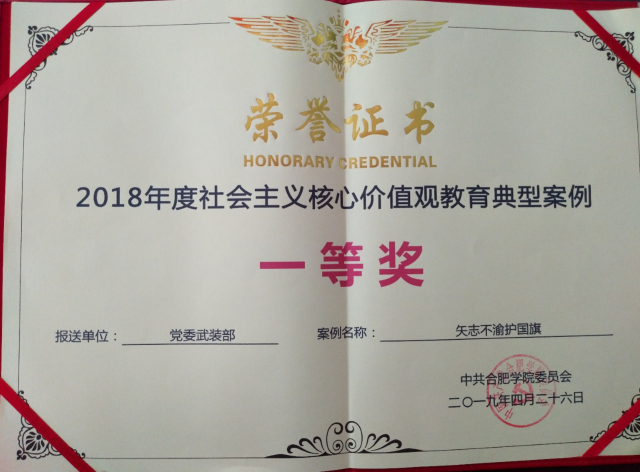 荣誉证书
HONORARY CREDENTIAL
2018年度社会主义核心价值观教育典型案例
一等奖
报送单位： 党委武装部 案例名称： 矢志不渝护国旗
中共合肥学院委员会
二〇一九年四月二十六日